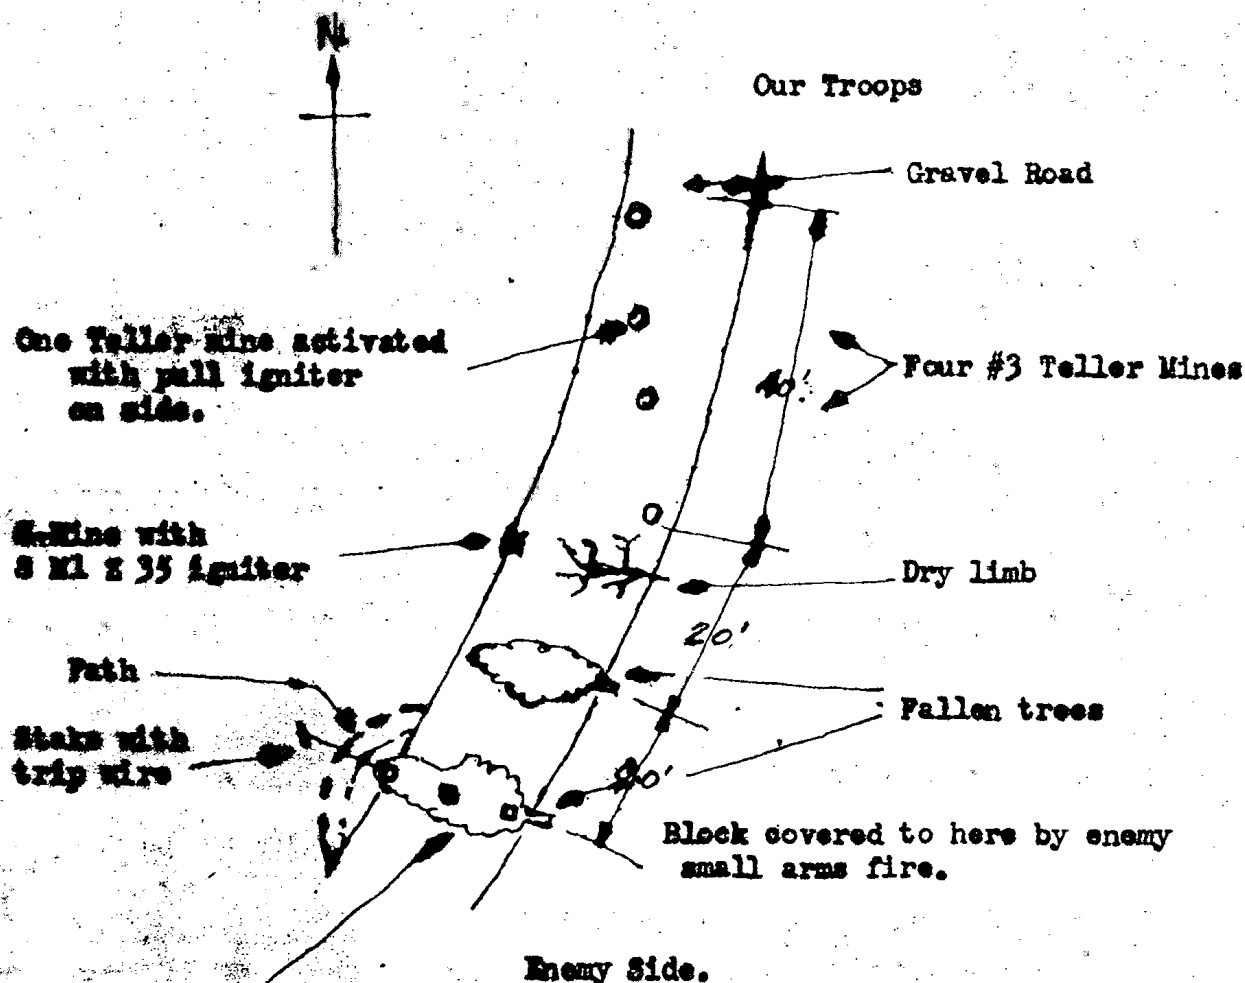 N
Our Troops
Gravel Road
One Teller mine activated
with pull igniter
on side.
40'
Four #3 Teller Mines
S-Mine with
S Mi Z 35 igniter
Dry limb
20'
Path
Fallen trees
Stake with
trip wire
Block covered to here by enemy
small arms fire.
Enemy Side.